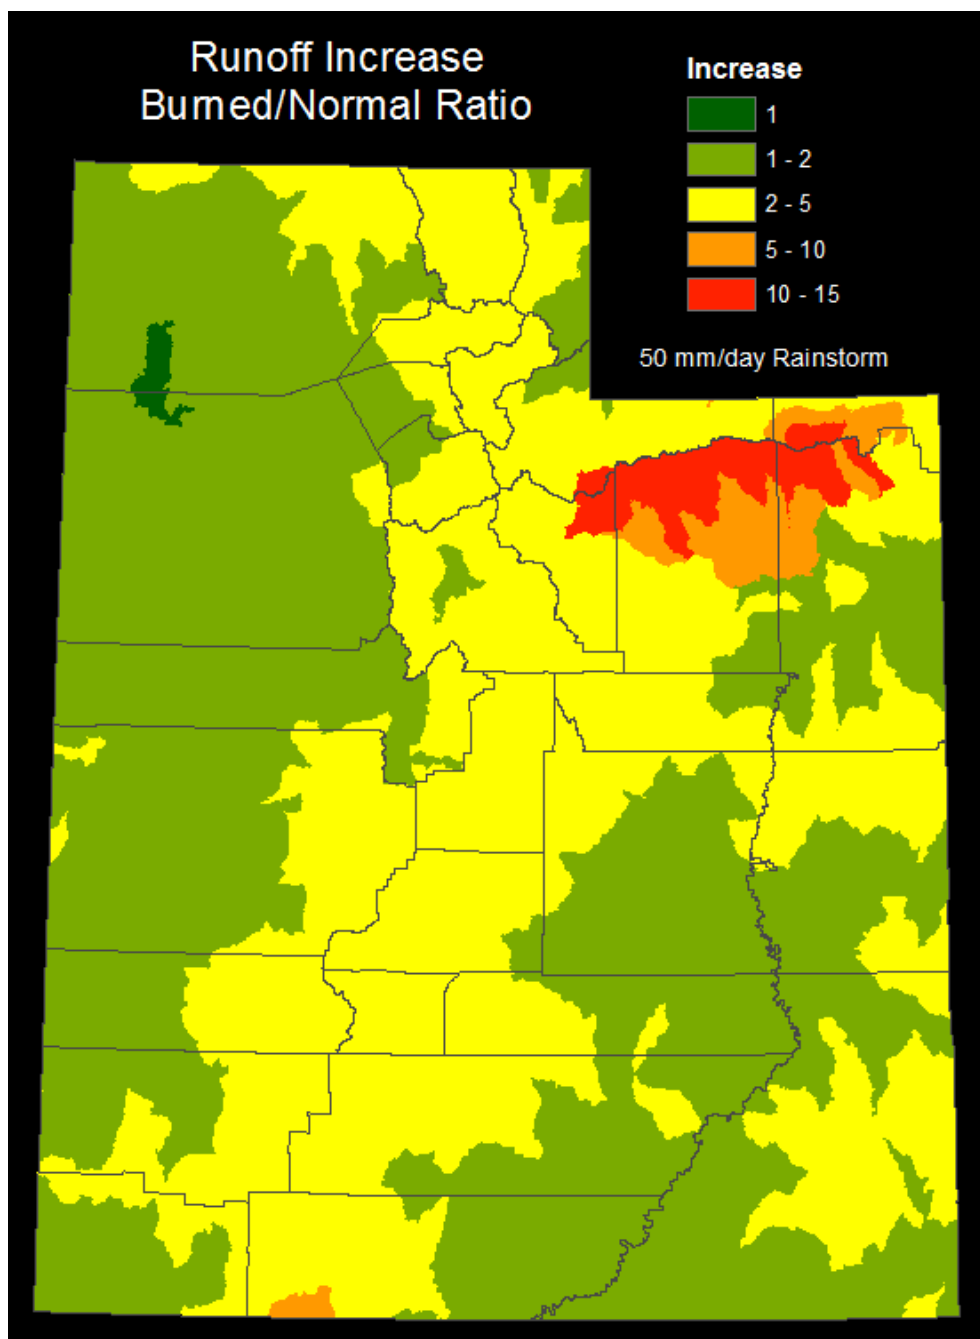 Runoff Increase
Burned/Normal Ratio
Increase
1
1 - 2
2 - 5
5 - 10
10 - 15
50 mm/day Rainstorm